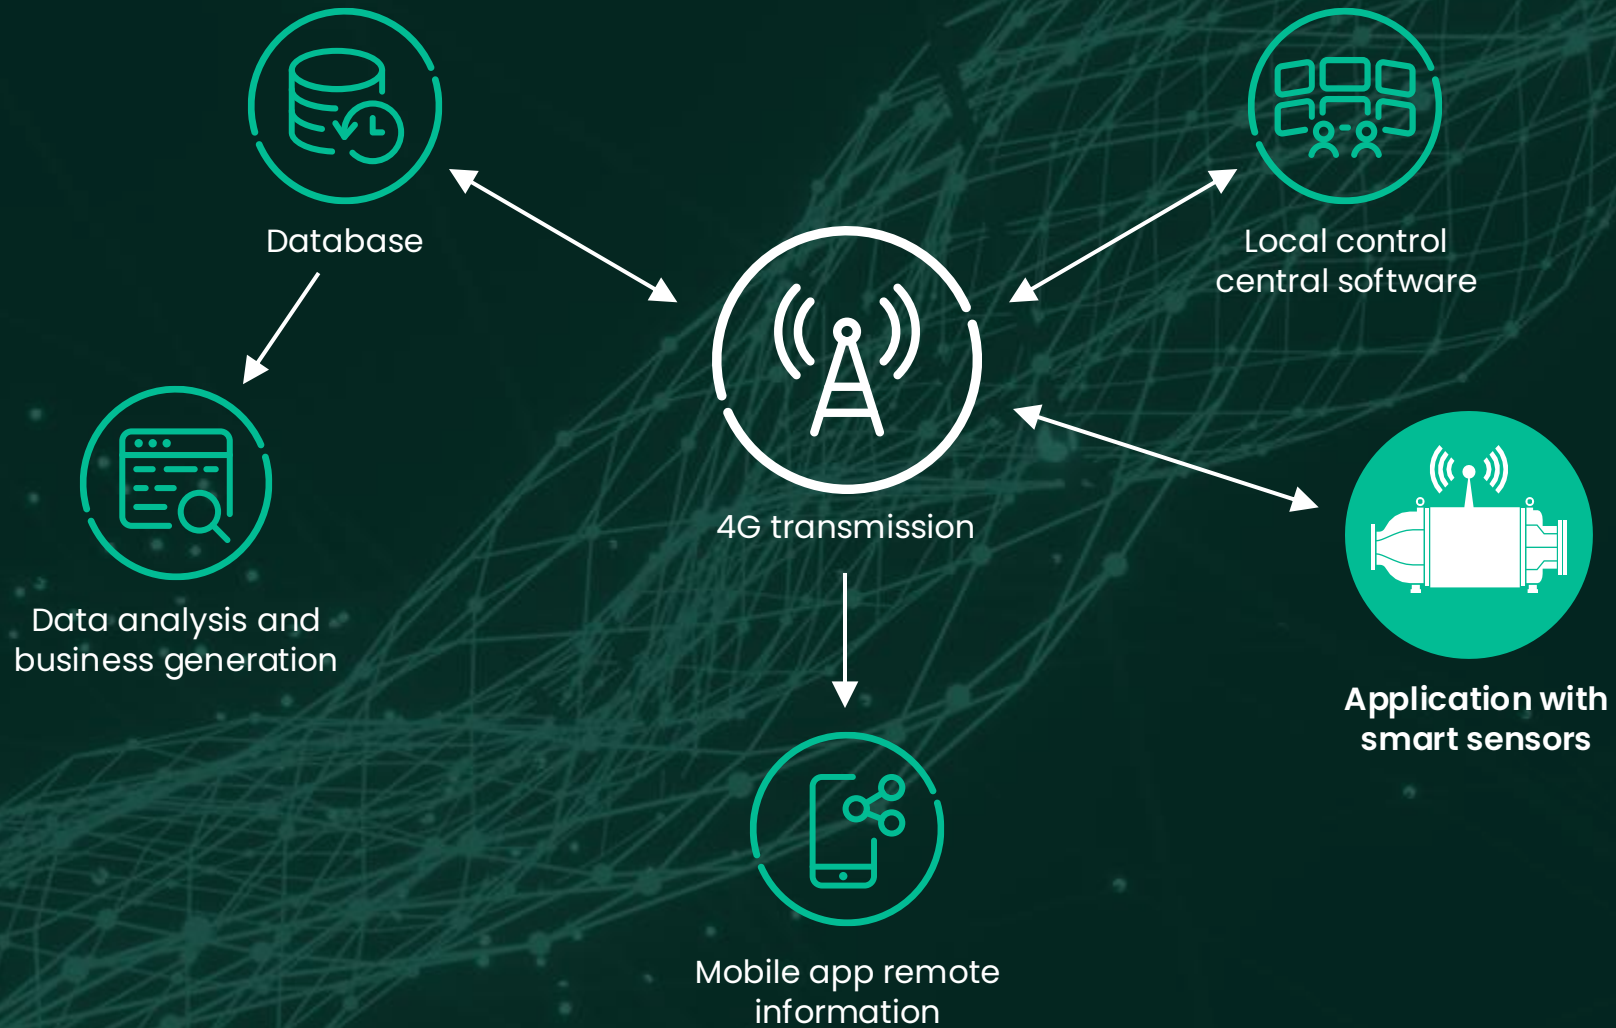 Database
Local control
central software
4G transmission
Data analysis and
business generation
Application with
smart sensors
Mobile app remote
information